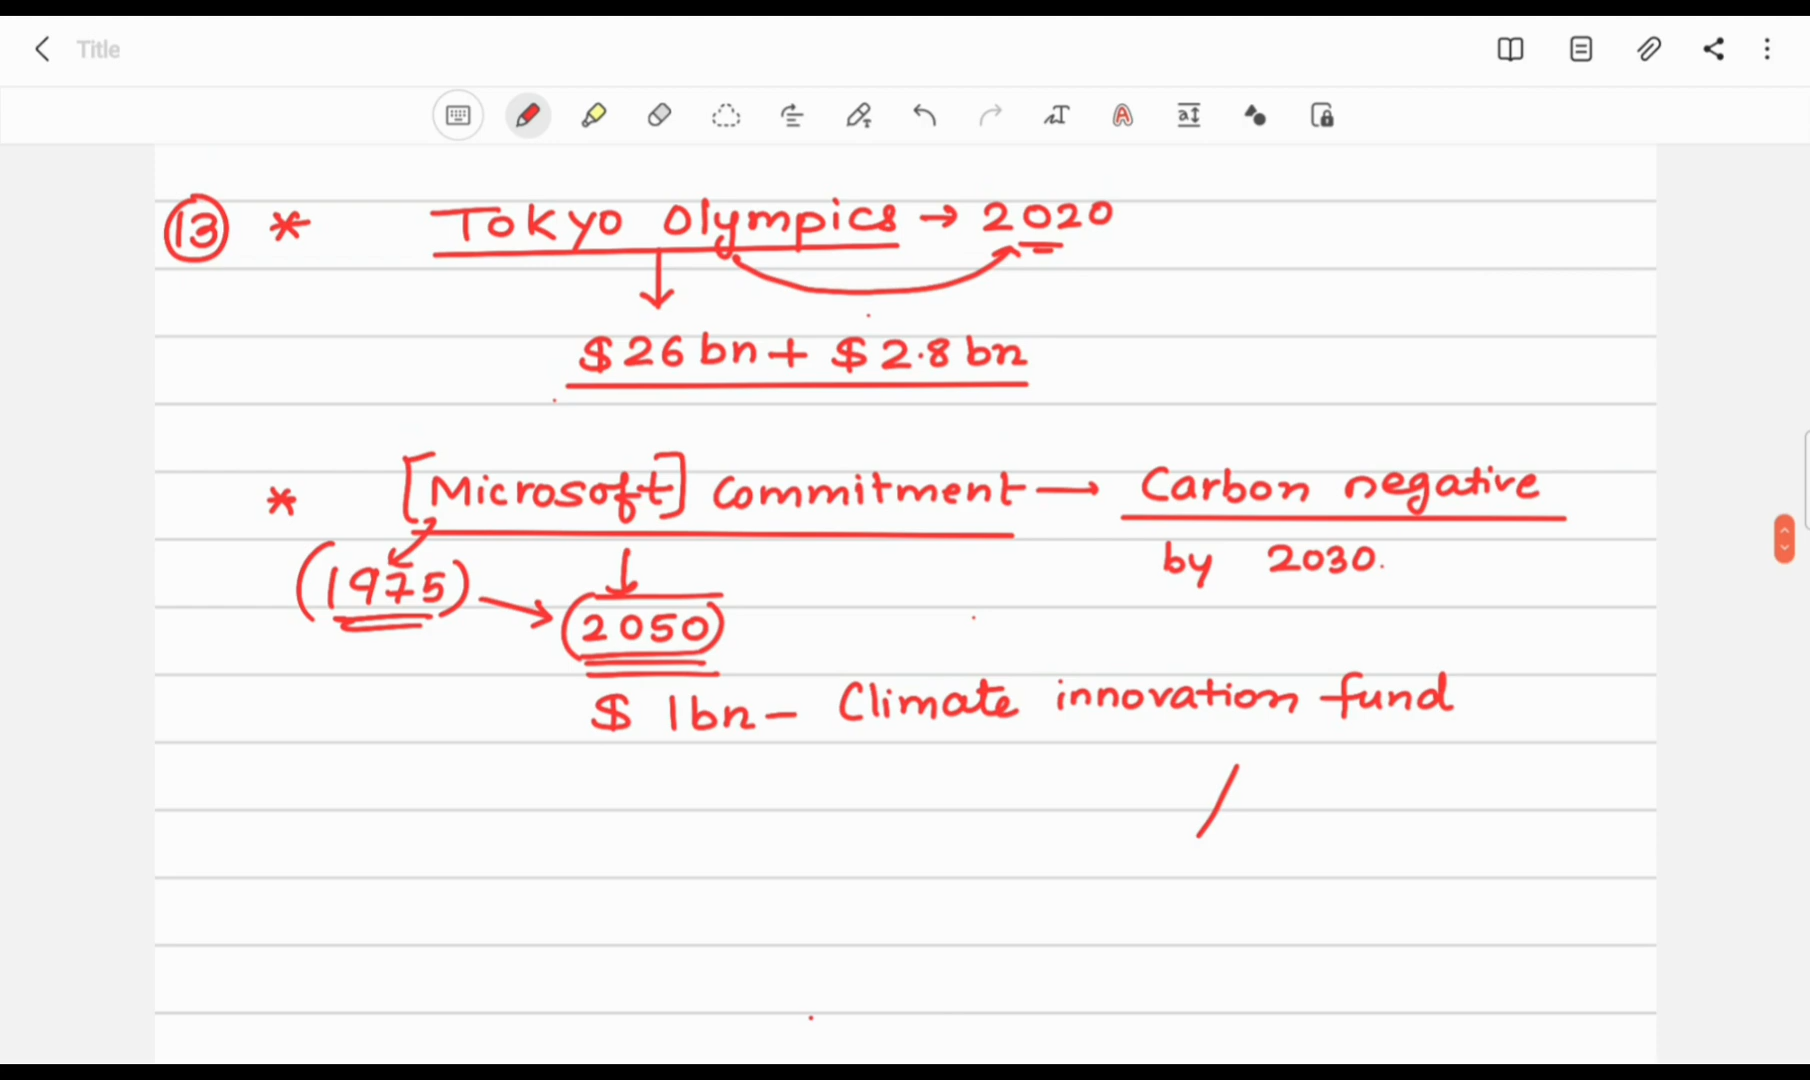 Title
13 * Tokyo Olympics → 2020
$26 bn + $2.8 bn
* [Microsoft] Commitment → Carbon negative
by 2030.
(1975) → (2050)
$ 1bn - Climate innovation fund